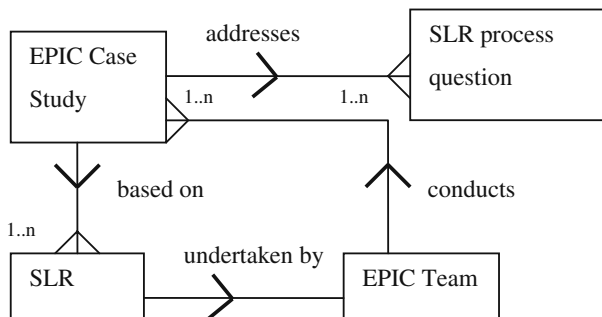 addresses
EPIC Case
Study
SLR process
question
1..n
1..n
based on
conducts
1..n
undertaken by
SLR
EPIC Team